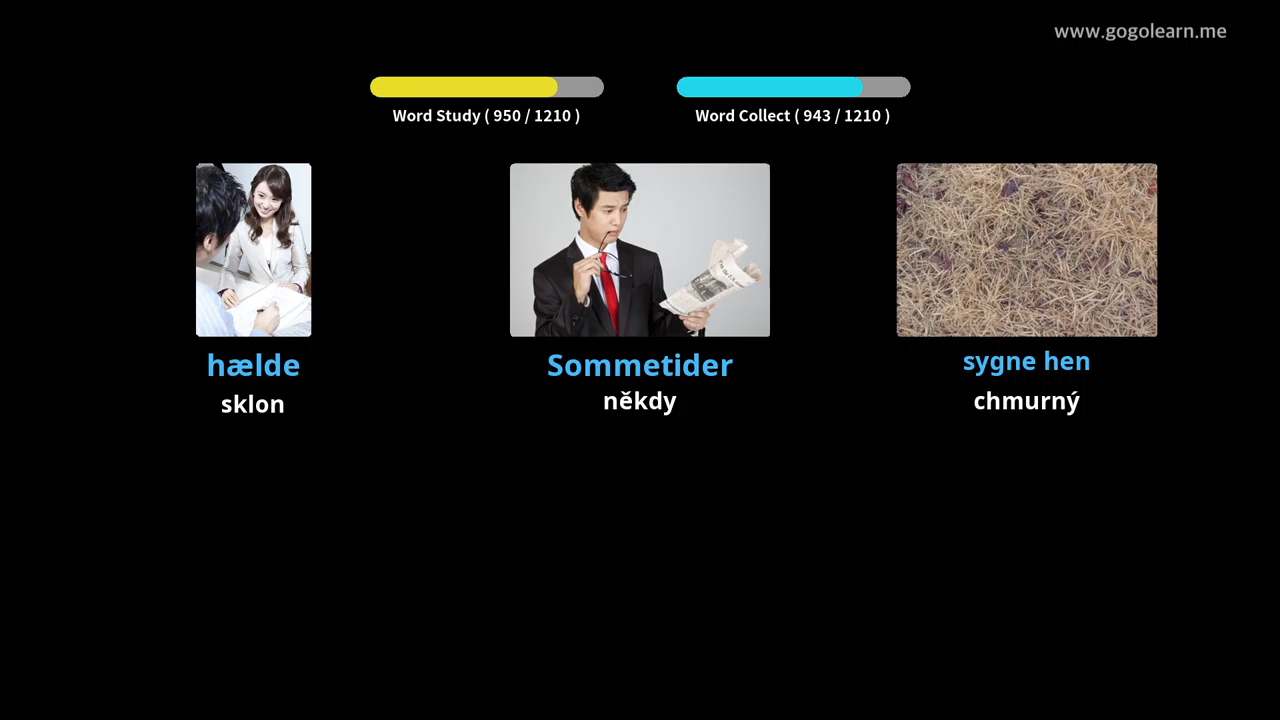 www.gogolearn.me
Word Study ( 950 / 1210 )
Word Collect ( 943 / 1210 )
hælde
sklon
Sommetider
někdy
sygne hen
chmurný